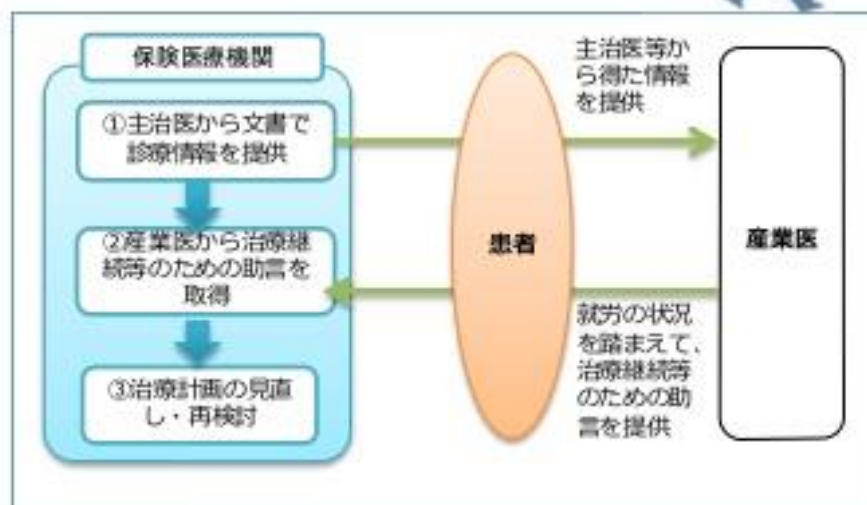 保険医療機関
①主治医から文書で
診療情報を提供
②産業医から治療継
続等のための助言を
取得
③治療計画の見直
し・再検討
患者
主治医等か
ら得た情報
を提供
就労の状況
を踏まえて、
治療継続等
のための助
言を提供
産業医